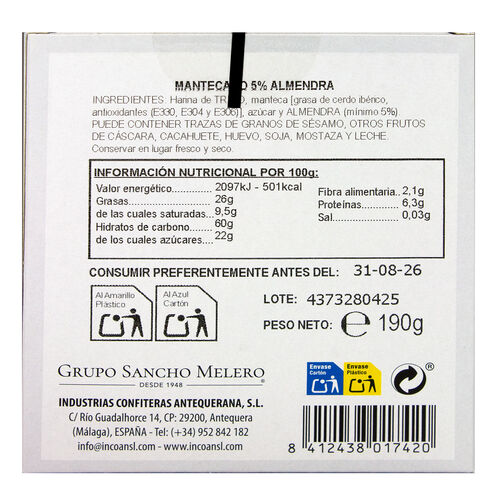 MANTECADO 5% ALMENDRA
INGREDIENTES: Harina de TRIGO, manteca [grasa de cerdo ibérico,
antioxidantes (E330, E304 y E306)], azúcar y ALMENDRA (mínimo 5%)
PUEDE CONTENER TRAZAS DE GRANOS DE SÉSAMO, OTROS FRUTOS
DE CÁSCARA, CACAHUETE, HUEVO, SOJA, MOSTAZA Y LECHE.
Conservar en lugar fresco y seco.
INFORMACIÓN NUTRICIONAL POR 100g:
Valor energético 2097kJ - 501kcal
Grasas 26g
de las cuales saturadas 9,5g
Hidratos de carbono 60g
de los cuales azúcares 22g
Fibra alimentaria 2,1g
Proteínas 6,3g
Sal 0,03g
CONSUMIR PREFERENTEMENTE ANTES DEL: 31-08-26
Al Amarillo
Plástico
Al Azul
Cartón
LOTE: 4373280425
PESO NETO: e 190g
GRUPO SANCHO MELERO®
DESDE 1948
INDUSTRIAS CONFITERAS ANTEQUERANA, S.L.
C/ Río Guadalhorce 14, CP: 29200, Antequera
(Málaga), ESPAÑA - Tel: (+34) 952 842 182
info@incoansl.com - www.incoansl.com
Envase
Cartón
Envase
Plástico
®
8 412438 017420